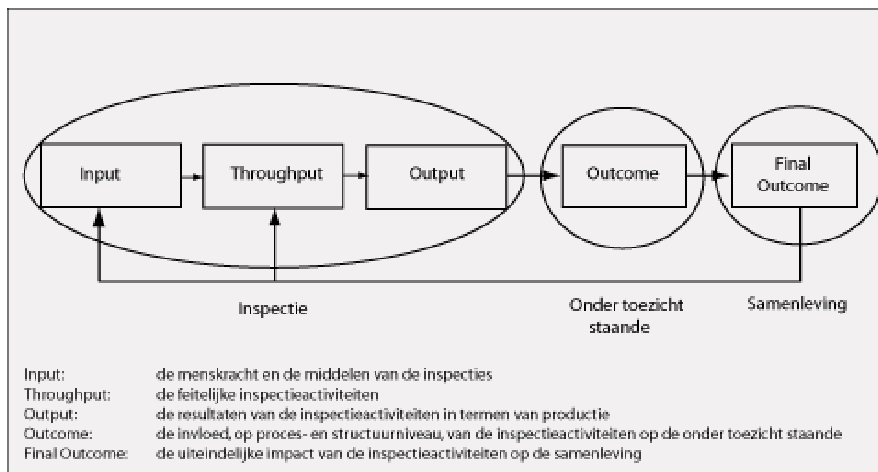 Input
Throughput
Output
Outcome
Final
Outcome
Inspectie
Onder toezicht
staande
Samenleving
Input: de menskracht en de middelen van de inspecties
Throughput: de feitelijke inspectieactiviteiten
Output: de resultaten van de inspectieactiviteiten in termen van productie
Outcome: de invloed, op proces- en structuurniveau, van de inspectieactiviteiten op de onder toezicht staande
Final Outcome: de uiteindelijke impact van de inspectieactiviteiten op de samenleving